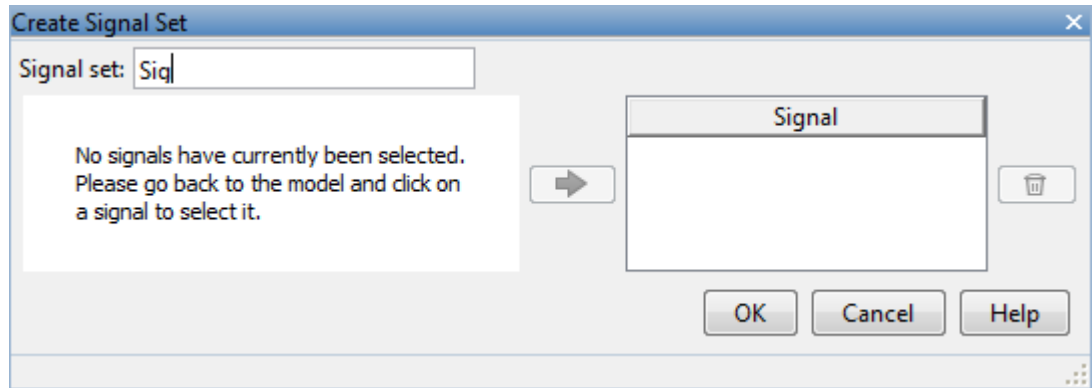 Create Signal Set
Signal set: Sig
No signals have currently been selected.
Please go back to the model and click on
a signal to select it.
Signal
OK
Cancel
Help